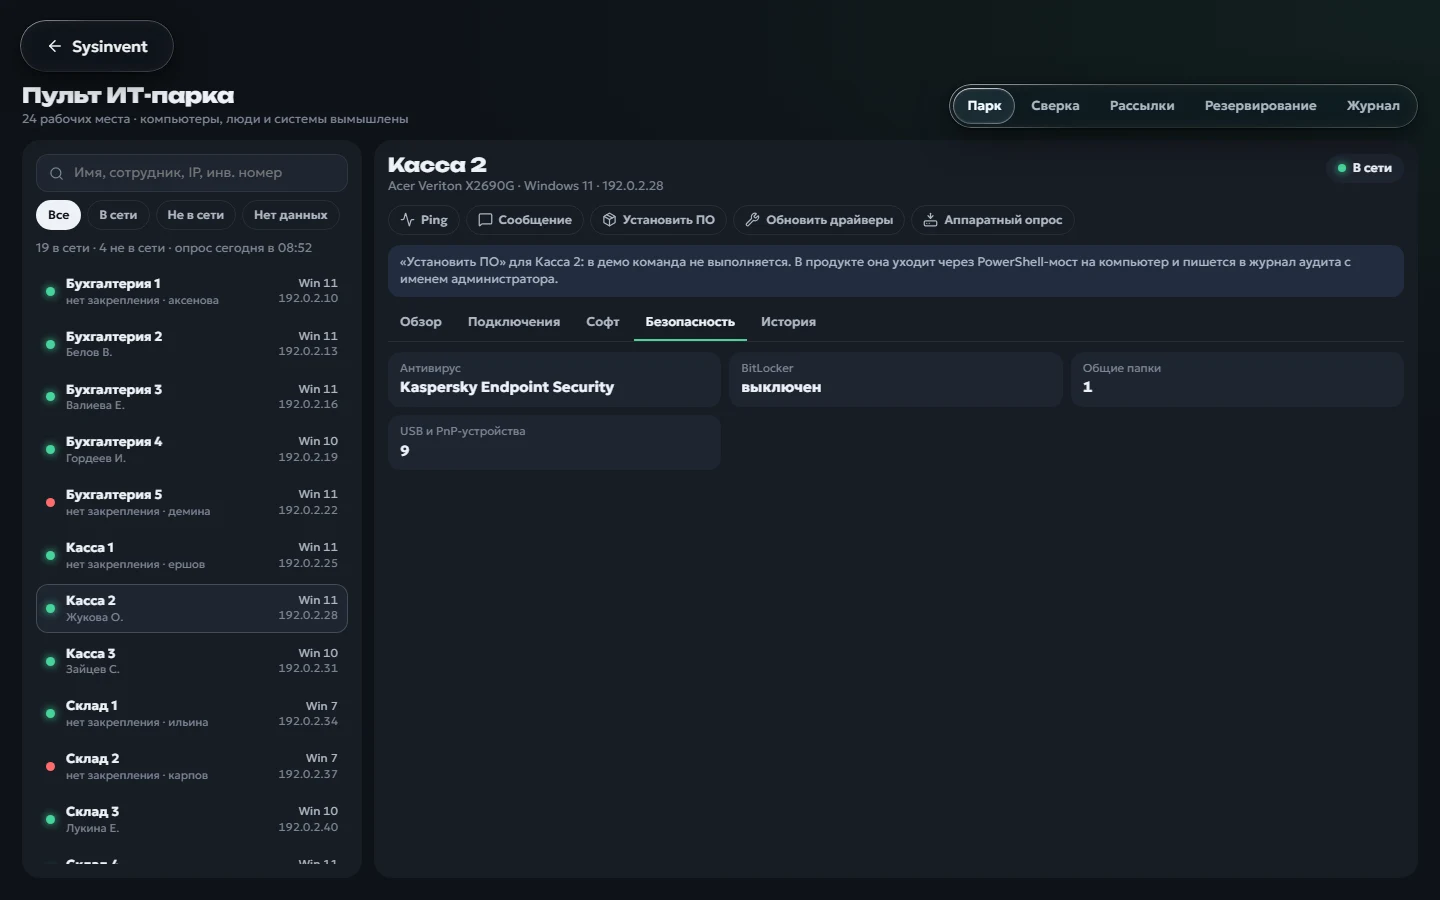 Sysinvent
Пульт ИТ-парка
24 рабочих места · компьютеры, люди и системы вымышлены
Парк
Сверка
Рассылки
Резервирование
Журнал
Имя, сотрудник, IP, инв. номер
Все
В сети
Не в сети
Нет данных
19 в сети · 4 не в сети · опрос сегодня в 08:52
Бухгалтерия 1 Win 11
нет закрепления · аксенова 192.0.2.10
Бухгалтерия 2 Win 11
Белов В. 192.0.2.13
Бухгалтерия 3 Win 11
Валиева Е. 192.0.2.16
Бухгалтерия 4 Win 10
Гордеев И. 192.0.2.19
Бухгалтерия 5 Win 11
нет закрепления · демина 192.0.2.22
Касса 1 Win 11
нет закрепления · ершов 192.0.2.25
Касса 2 Win 11
Жукова О. 192.0.2.28
Касса 3 Win 10
Зайцев С. 192.0.2.31
Склад 1 Win 7
нет закрепления · ильина 192.0.2.34
Склад 2 Win 7
нет закрепления · карпов 192.0.2.37
Склад 3 Win 10
Лукина Е. 192.0.2.40
Склад 4 Win 11
Касса 2
Acer Veriton X2690G · Windows 11 · 192.0.2.28
В сети
Ping
Сообщение
Установить ПО
Обновить драйверы
Аппаратный опрос
«Установить ПО» для Касса 2: в демо команда не выполняется. В продукте она уходит через PowerShell-мост на компьютер и пишется в журнал аудита с
именем администратора.
Обзор
Подключения
Софт
Безопасность
История
Антивирус
Kaspersky Endpoint Security
BitLocker
выключен
Общие папки
1
USB и PnP-устройства
9